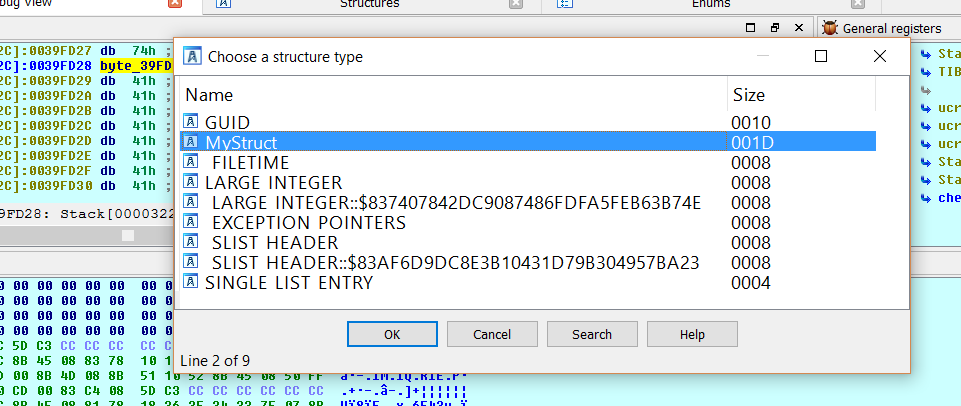 bug View
Structures
Enums
General registers
2C]:0039FD27 db 74h ;
2C]:0039FD28 byte_39FD
2C]:0039FD29 db 41h ;
2C]:0039FD2A db 41h ;
2C]:0039FD2B db 41h ;
2C]:0039FD2C db 41h ;
2C]:0039FD2D db 41h ;
2C]:0039FD2E db 41h ;
2C]:0039FD2F db 41h ;
2C]:0039FD30 db 41h ;
9FD28: Stack[0000322
Choose a structure type
Name Size
GUID 0010
MyStruct 001D
FILETIME 0008
LARGE INTEGER 0008
LARGE INTEGER::$837407842DC9087486FDFA5FEB63B74E 0008
EXCEPTION POINTERS 0008
SLIST HEADER 0008
SLIST HEADER::$83AF6D9DC8E3B10431D79B304957BA23 0008
SINGLE LIST ENTRY 0004
OK Cancel Search Help
Line 2 of 9
Sta
TIB
ucr
ucr
ucr
Sta
Sta
che
0 00 00 00 00 00 00 00
0 00 00 00 00 00 00 00
0 00 00 00 00 00 00 00
0 00 00 00 00 00 00 00
C 5D C3 CC CC CC CC CC
C 8B 45 08 83 78 10 1
D 00 8B 4D 08 8B 51 10 52 8B 45 08 50 FF
0 CD 00 83 C4 08 5D C3 CC CC CC CC CC CC